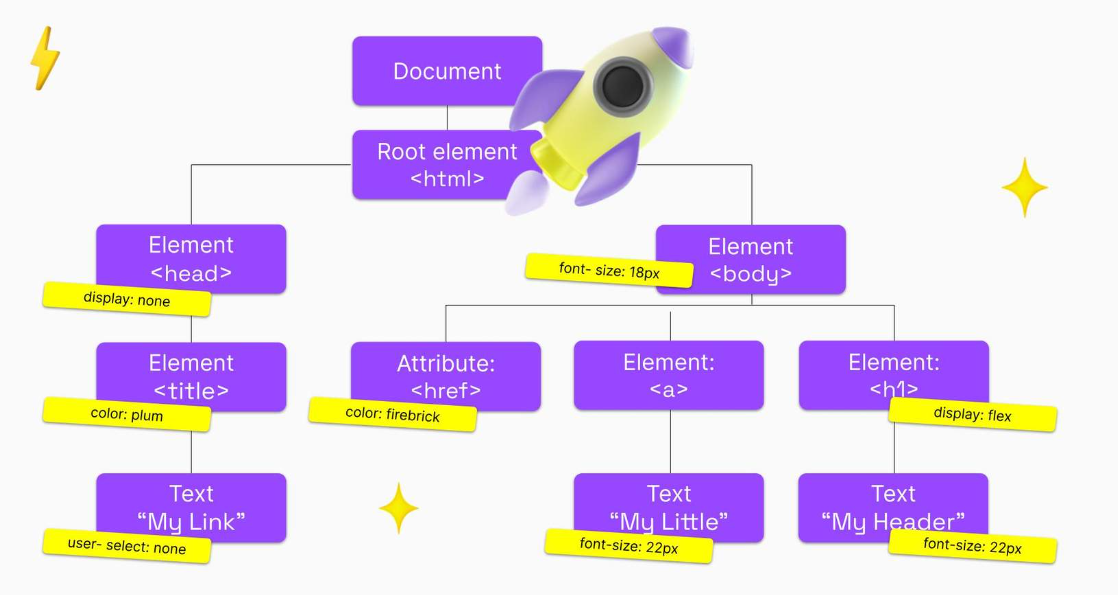 Document
Root element
<html>
Element
<head>
display: none
Element
<body>
font- size: 18px
Element
<title>
color: plum
Attribute:
<href>
color: firebrick
Element:
<a>
Element:
<h1>
display: flex
Text
“My Link”
user- select: none
Text
“My Little”
font-size: 22px
Text
“My Header”
font-size: 22px